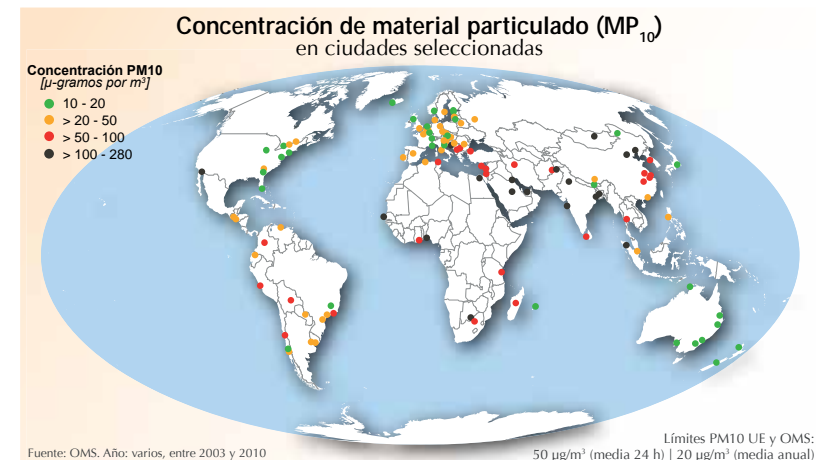 Concentración de material particulado (MP₁₀)
en ciudades seleccionadas
Concentración PM10
[µ-gramos por m³]
10 - 20
> 20 - 50
> 50 - 100
> 100 - 280
Fuente: OMS. Año: varios, entre 2003 y 2010
Límites PM10 UE y OMS:
50 µg/m³ (media 24 h) | 20 µg/m³ (media anual)